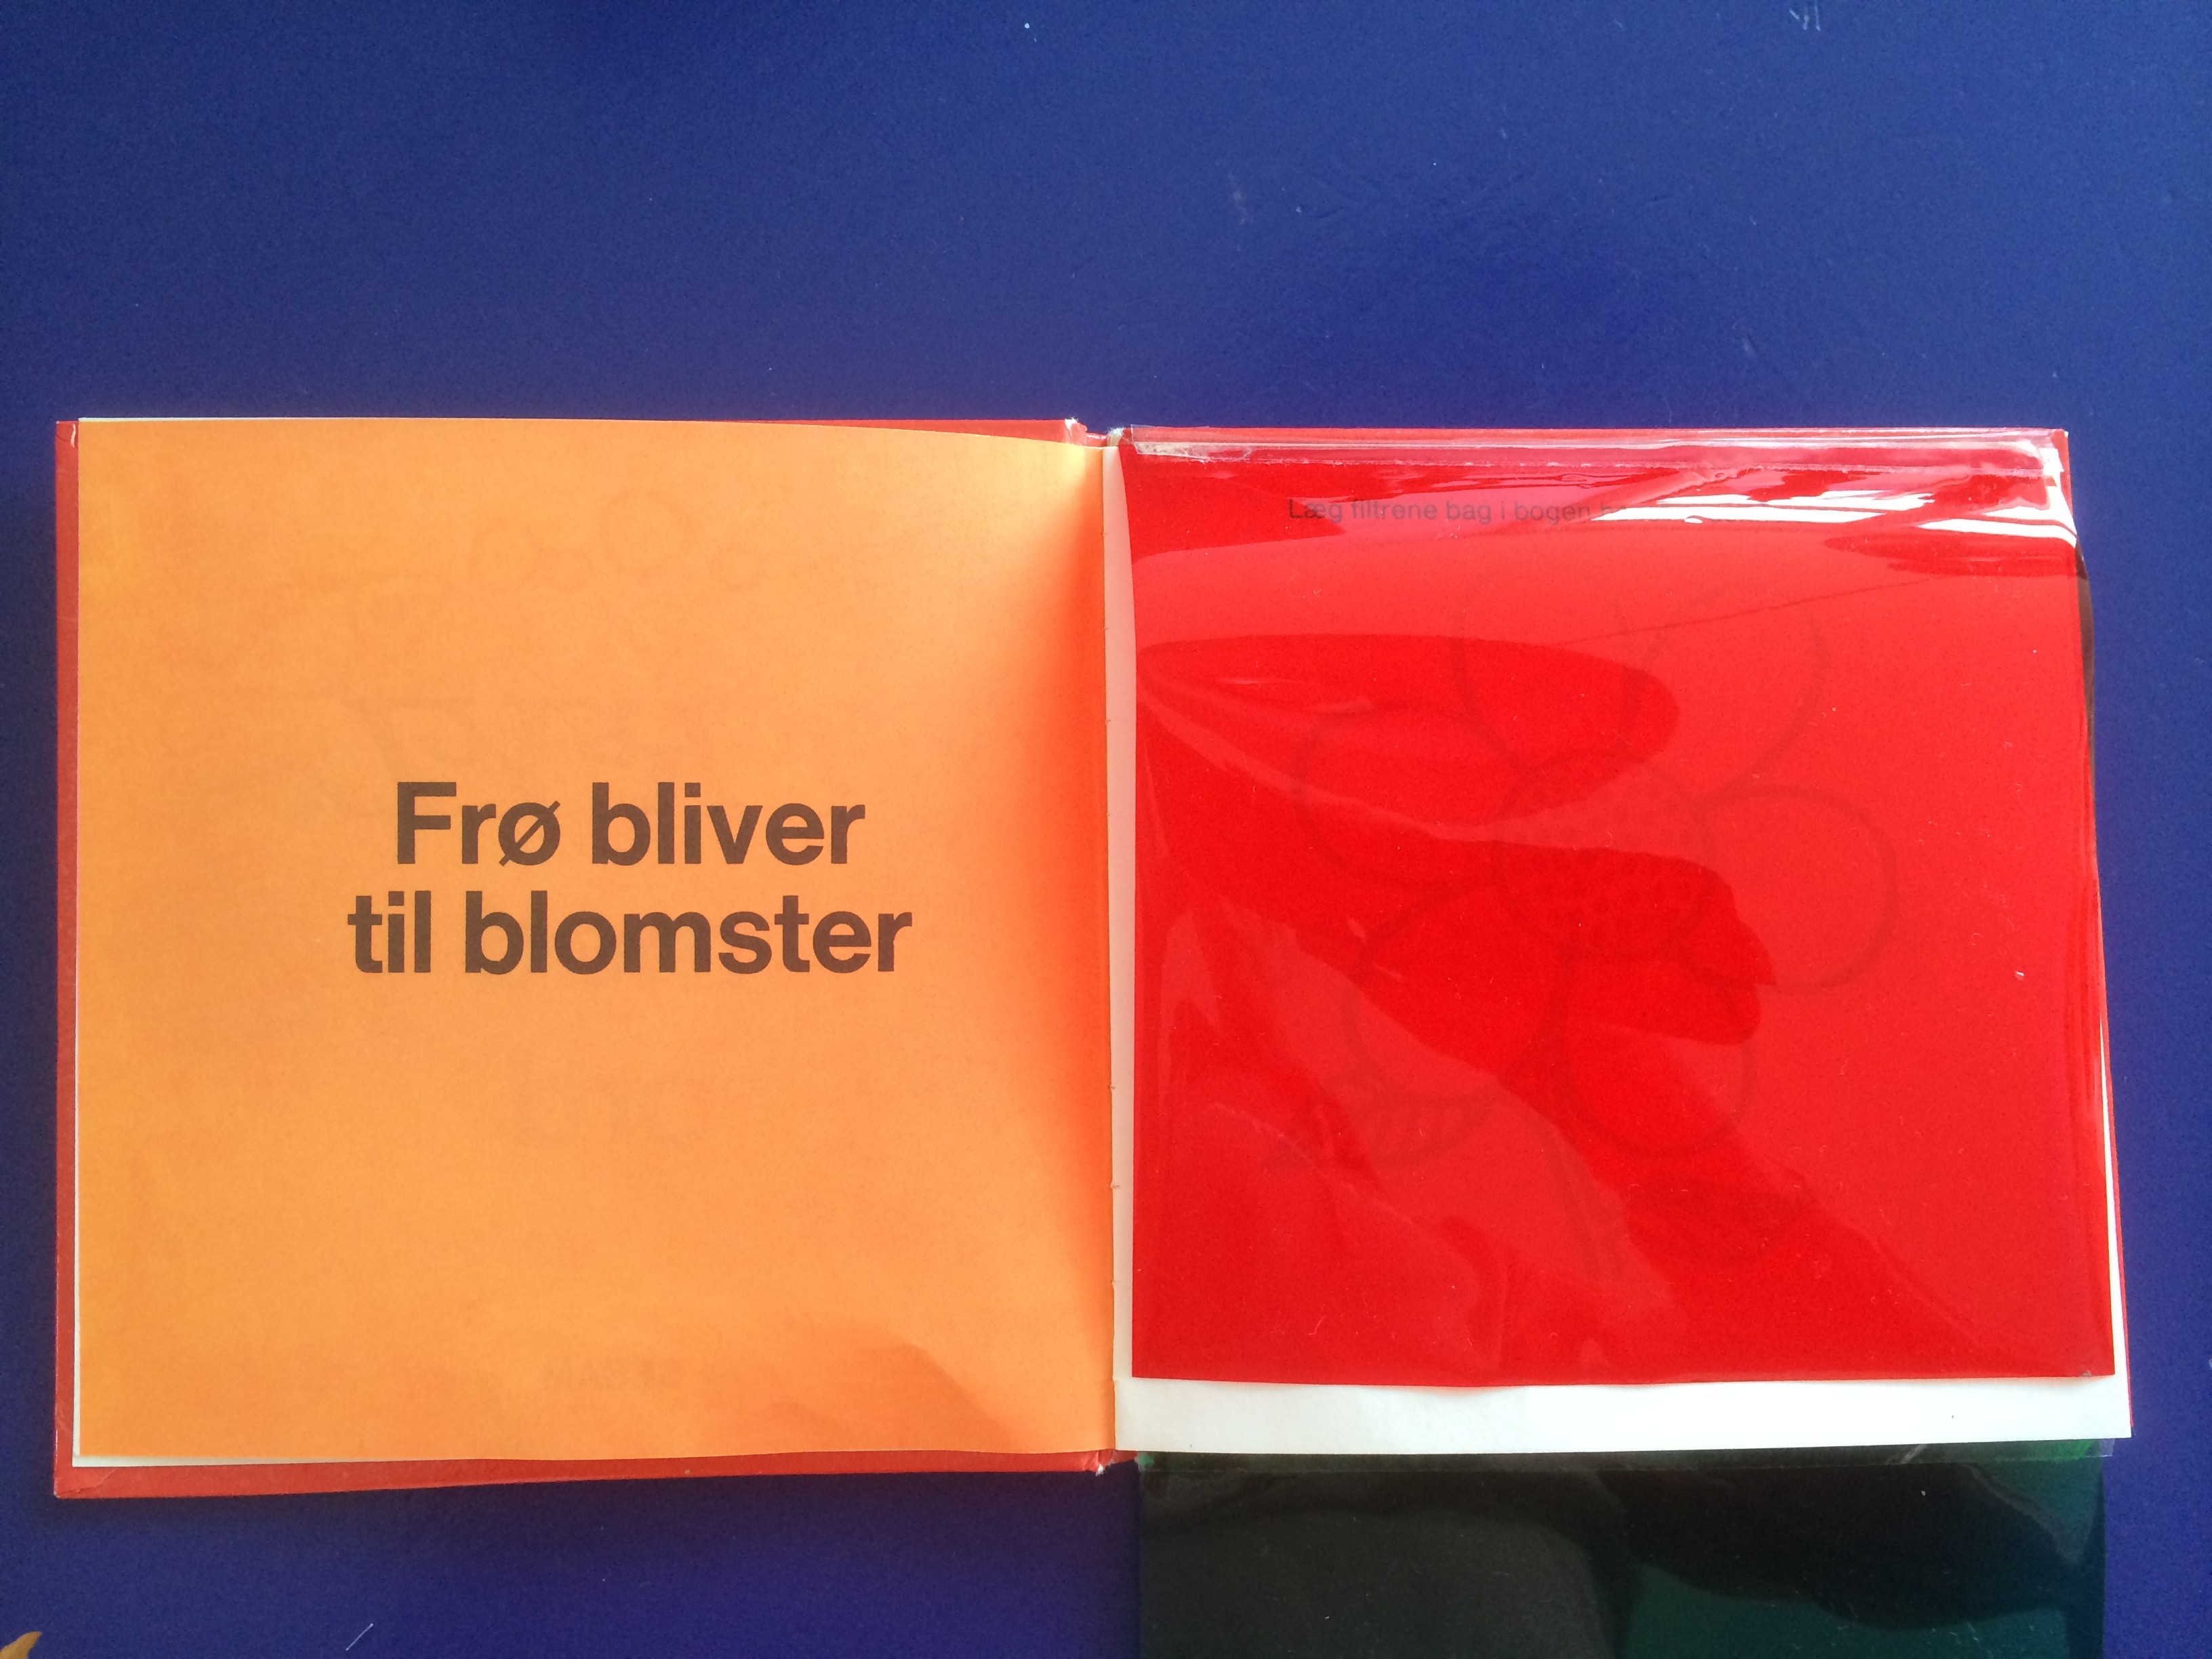 Frø bliver
til blomster
Læg filtrene bag i bogen